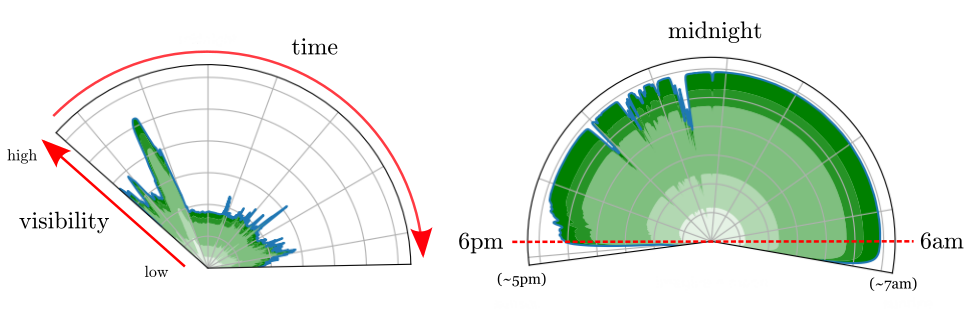 time
high
visibility
low
midnight
6pm
6am
(~5pm)
(~7am)